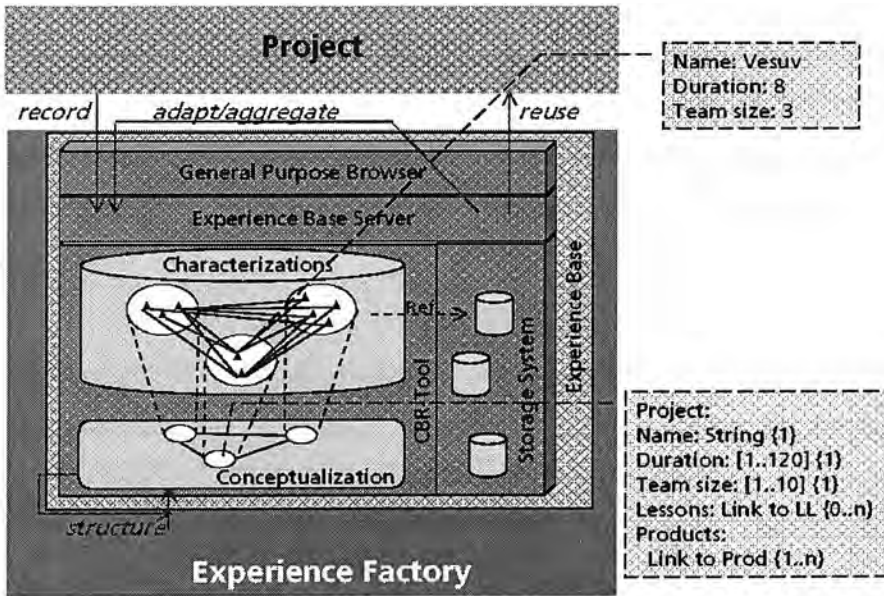 Project
Name: Vesuv
Duration: 8
Team size: 3
record
adapt/aggregate
reuse
General Purpose Browser
Experience Base Server
Characterizations
Ref
CBR-Tool
Storage System
Experience Base
Conceptualization
structure
Project:
Name: String {1}
Duration: [1..120] {1}
Team size: [1..10] {1}
Lessons: Link to LL {0..n}
Products:
Link to Prod {1..n}
Experience Factory